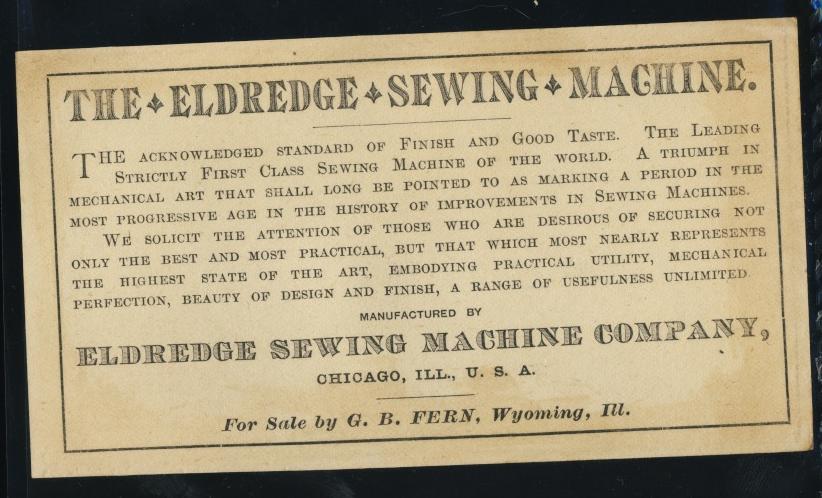 THE ELDREDGE SEWING MACHINE.
THE ACKNOWLEDGED STANDARD OF FINISH AND GOOD TASTE. THE LEADING
STRICTLY FIRST CLASS SEWING MACHINE OF THE WORLD. A TRIUMPH IN
MECHANICAL ART THAT SHALL LONG BE POINTED TO AS MARKING A PERIOD IN THE
MOST PROGRESSIVE AGE IN THE HISTORY OF IMPROVEMENTS IN SEWING MACHINES.
WE SOLICIT THE ATTENTION OF THOSE WHO ARE DESIROUS OF SECURING NOT
ONLY THE BEST AND MOST PRACTICAL, BUT THAT WHICH MOST NEARLY REPRESENTS
THE HIGHEST STATE OF THE ART, EMBODYING PRACTICAL UTILITY, MECHANICAL
PERFECTION, BEAUTY OF DESIGN AND FINISH, A RANGE OF USEFULNESS UNLIMITED.
MANUFACTURED BY
ELDREDGE SEWING MACHINE COMPANY,
CHICAGO, ILL., U. S. A.
For Sale by G. B. FERN, Wyoming, Ill.